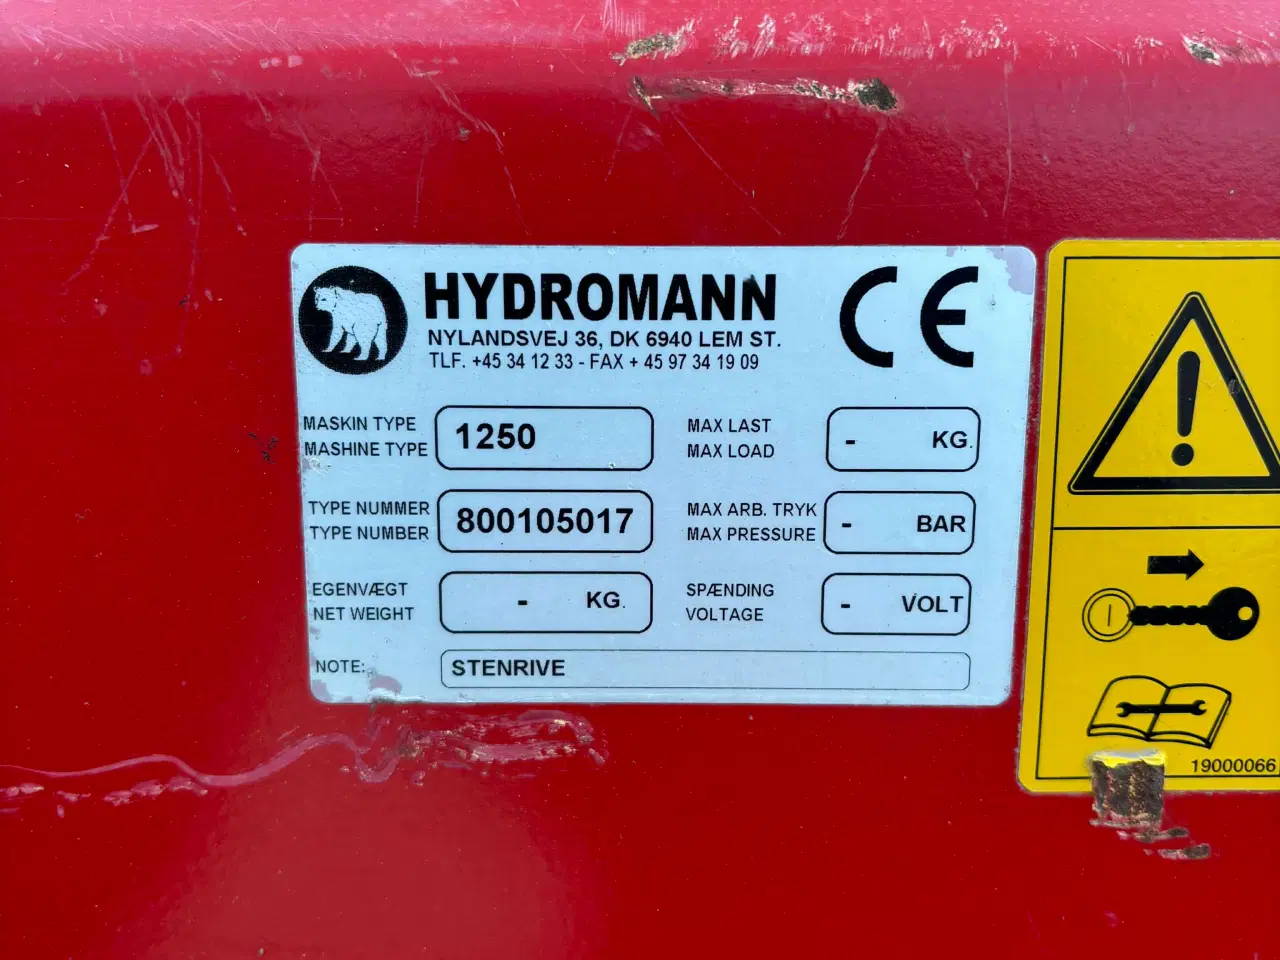 HYDROMANN
NYLANDSVEJ 36, DK 6940 LEM ST.
TLF. +45 34 12 33 - FAX + 45 97 34 19 09
CE
MASKIN TYPE
MASHINE TYPE
1250
MAX LAST
MAX LOAD
- KG.
TYPE NUMMER
TYPE NUMBER
800105017
MAX ARB. TRYK
MAX PRESSURE
- BAR
EGENVÆGT
NET WEIGHT
- KG.
SPÆNDING
VOLTAGE
- VOLT
NOTE:
STENRIVE
19000066